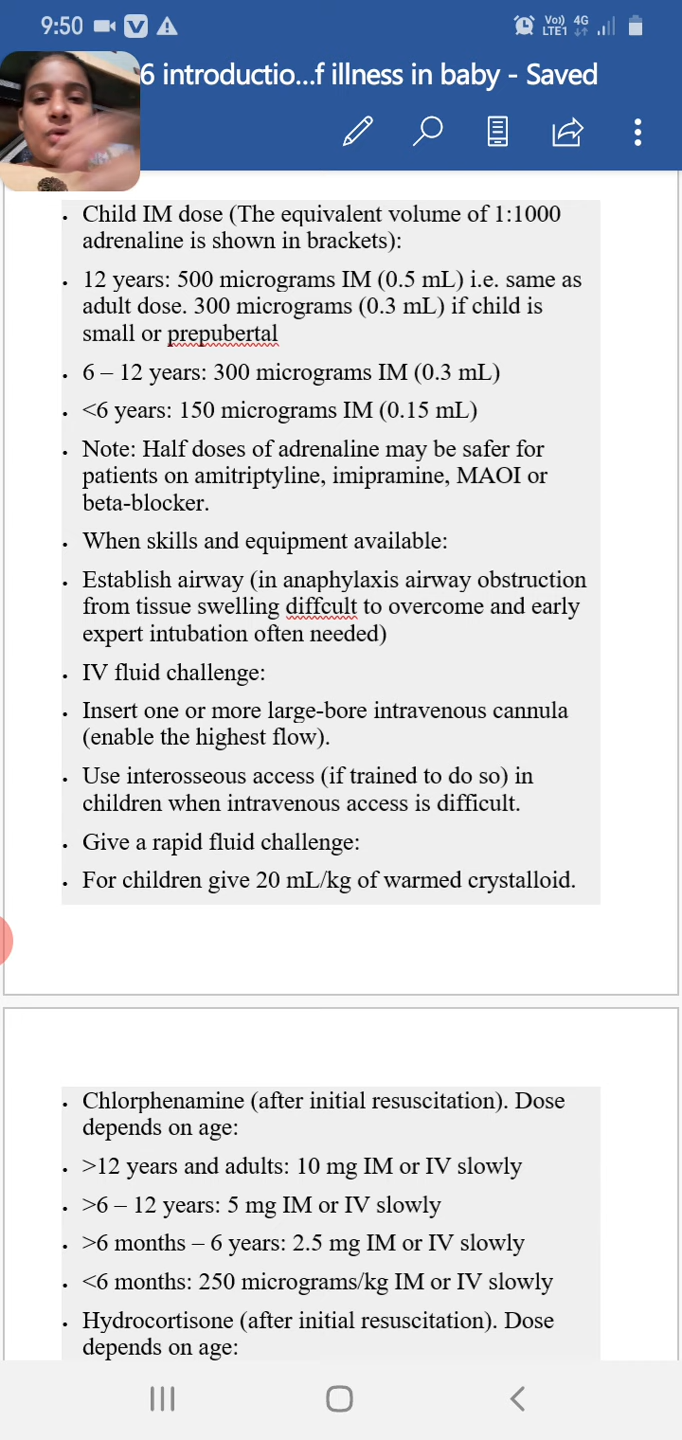 9:50
Vo)) 4G
LTE1
6 introductio...f illness in baby - Saved
• Child IM dose (The equivalent volume of 1:1000
adrenaline is shown in brackets):
• 12 years: 500 micrograms IM (0.5 mL) i.e. same as
adult dose. 300 micrograms (0.3 mL) if child is
small or prepubertal
• 6 – 12 years: 300 micrograms IM (0.3 mL)
• <6 years: 150 micrograms IM (0.15 mL)
• Note: Half doses of adrenaline may be safer for
patients on amitriptyline, imipramine, MAOI or
beta-blocker.
• When skills and equipment available:
• Establish airway (in anaphylaxis airway obstruction
from tissue swelling diffcult to overcome and early
expert intubation often needed)
• IV fluid challenge:
• Insert one or more large-bore intravenous cannula
(enable the highest flow).
• Use interosseous access (if trained to do so) in
children when intravenous access is difficult.
• Give a rapid fluid challenge:
• For children give 20 mL/kg of warmed crystalloid.
• Chlorphenamine (after initial resuscitation). Dose
depends on age:
• >12 years and adults: 10 mg IM or IV slowly
• >6 – 12 years: 5 mg IM or IV slowly
• >6 months – 6 years: 2.5 mg IM or IV slowly
• <6 months: 250 micrograms/kg IM or IV slowly
• Hydrocortisone (after initial resuscitation). Dose
depends on age: